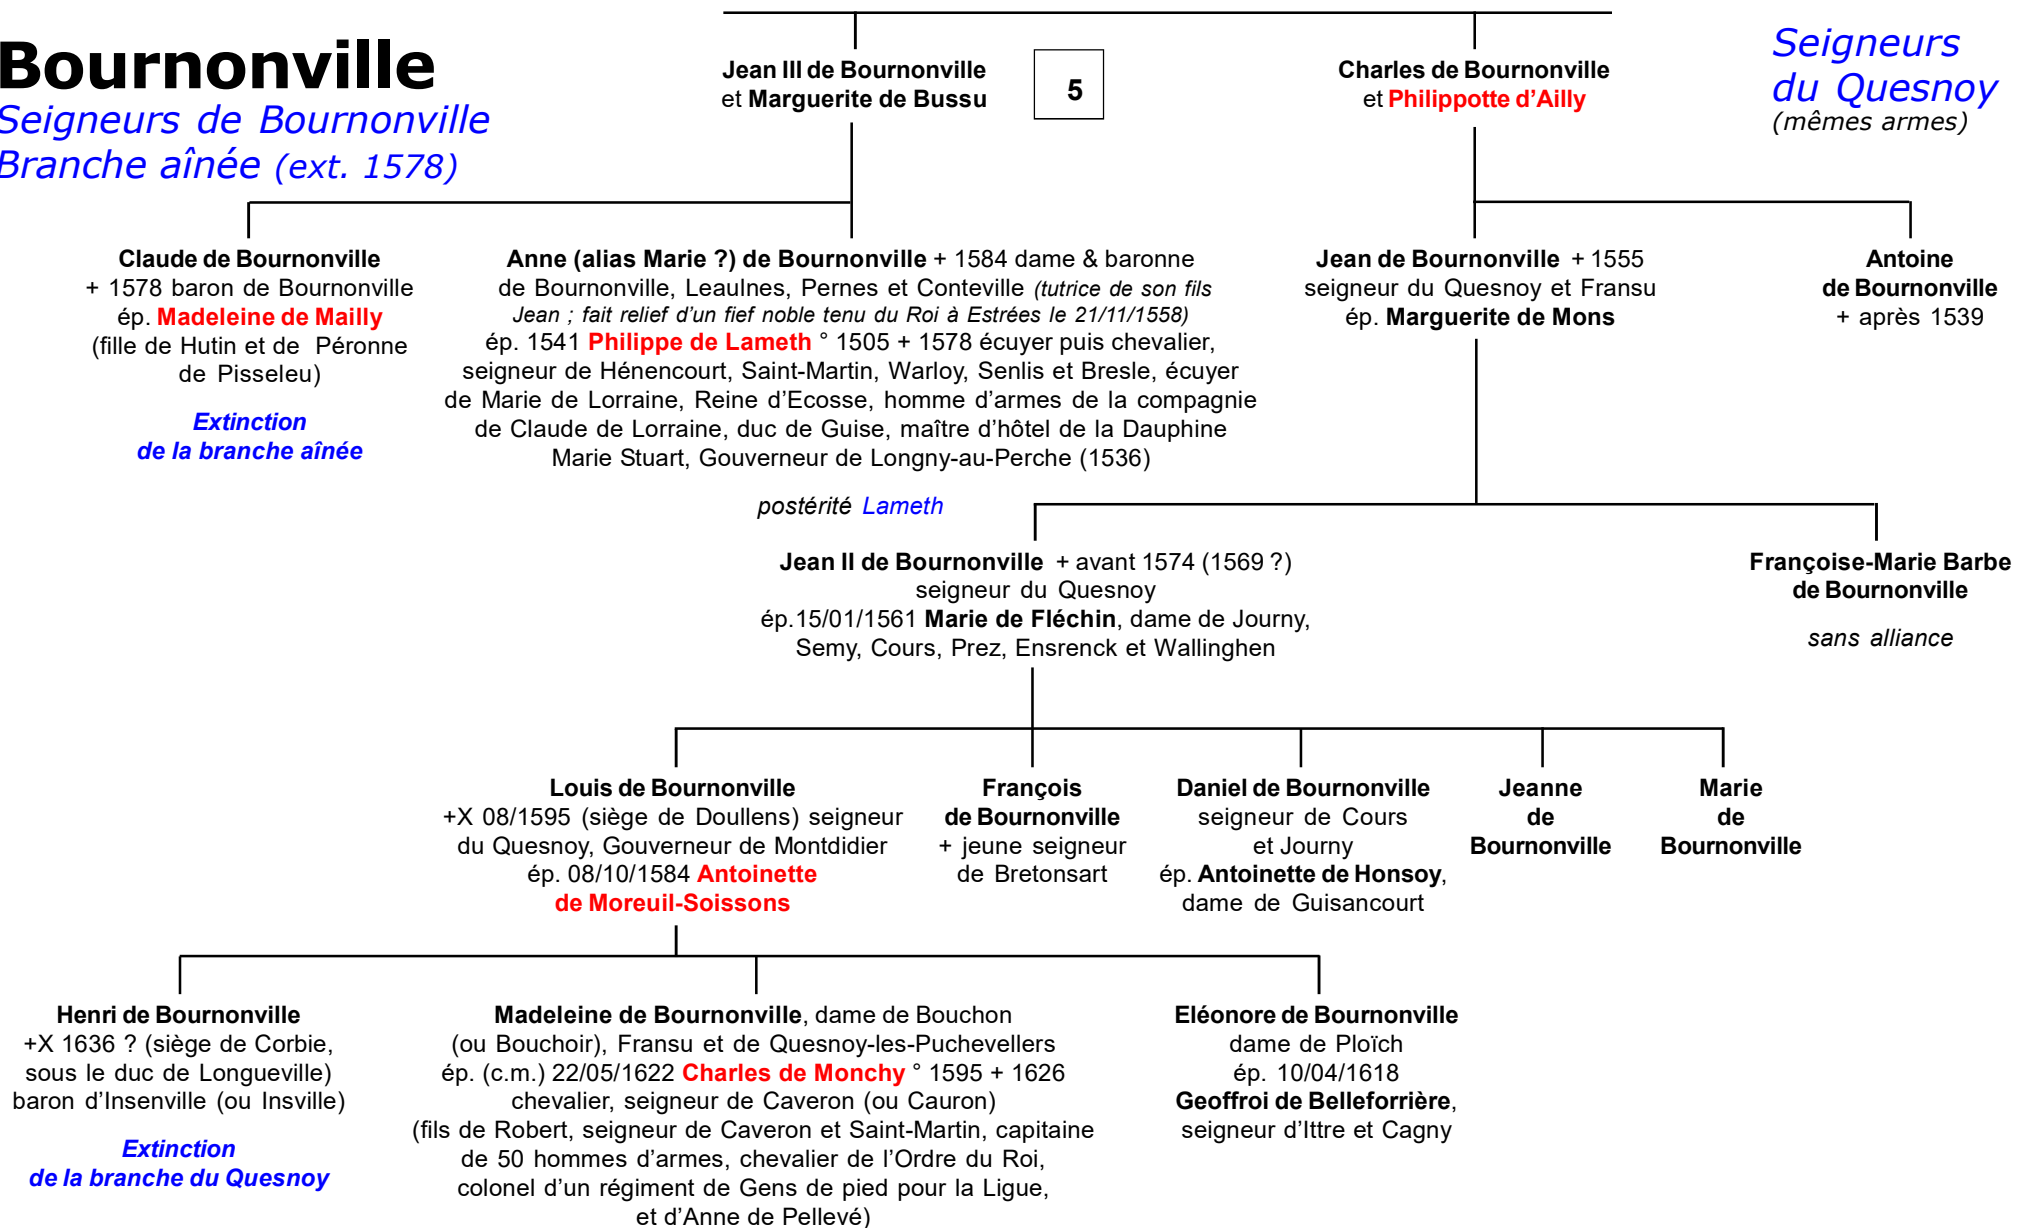 Bournonville
Seigneurs de Bournonville
Branche aînée (ext. 1578)
Jean III de Bournonville
et Marguerite de Bussu
5
Charles de Bournonville
et Philippotte d’Ailly
Seigneurs
du Quesnoy
(mêmes armes)
Claude de Bournonville
+ 1578 baron de Bournonville
ép. Madeleine de Mailly
(fille de Hutin et de Péronne
de Pisseleu)
Extinction
de la branche aînée
Anne (alias Marie ?) de Bournonville + 1584 dame & baronne
de Bournonville, Leaulnes, Pernes et Conteville (tutrice de son fils
Jean ; fait relief d’un fief noble tenu du Roi à Estrées le 21/11/1558)
ép. 1541 Philippe de Lameth ° 1505 + 1578 écuyer puis chevalier,
seigneur de Hénencourt, Saint-Martin, Warloy, Senlis et Bresle, écuyer
de Marie de Lorraine, Reine d’Ecosse, homme d’armes de la compagnie
de Claude de Lorraine, duc de Guise, maître d’hôtel de la Dauphine
Marie Stuart, Gouverneur de Longny-au-Perche (1536)
postérité Lameth
Jean de Bournonville + 1555
seigneur du Quesnoy et Fransu
ép. Marguerite de Mons
Antoine
de Bournonville
+ après 1539
Jean II de Bournonville + avant 1574 (1569 ?)
seigneur du Quesnoy
ép.15/01/1561 Marie de Fléchin, dame de Journy,
Semy, Cours, Prez, Ensrenck et Wallinghen
Françoise-Marie Barbe
de Bournonville
sans alliance
Louis de Bournonville
+X 08/1595 (siège de Doullens) seigneur
du Quesnoy, Gouverneur de Montdidier
ép. 08/10/1584 Antoinette
de Moreuil-Soissons
François
de Bournonville
+ jeune seigneur
de Bretonsart
Daniel de Bournonville
seigneur de Cours
et Journy
ép. Antoinette de Honsoy,
dame de Guisancourt
Jeanne
de
Bournonville
Marie
de
Bournonville
Henri de Bournonville
+X 1636 ? (siège de Corbie,
sous le duc de Longueville)
baron d’Insenville (ou Insville)
Extinction
de la branche du Quesnoy
Madeleine de Bournonville, dame de Bouchon
(ou Bouchoir), Fransu et de Quesnoy-les-Puchevellers
ép. (c.m.) 22/05/1622 Charles de Monchy ° 1595 + 1626
chevalier, seigneur de Caveron (ou Cauron)
(fils de Robert, seigneur de Caveron et Saint-Martin, capitaine
de 50 hommes d’armes, chevalier de l’Ordre du Roi,
colonel d’un régiment de Gens de pied pour la Ligue,
et d’Anne de Pellevé)
Eléonore de Bournonville
dame de Ploïch
ép. 10/04/1618
Geoffroi de Belleforrière,
seigneur d’Ittre et Cagny